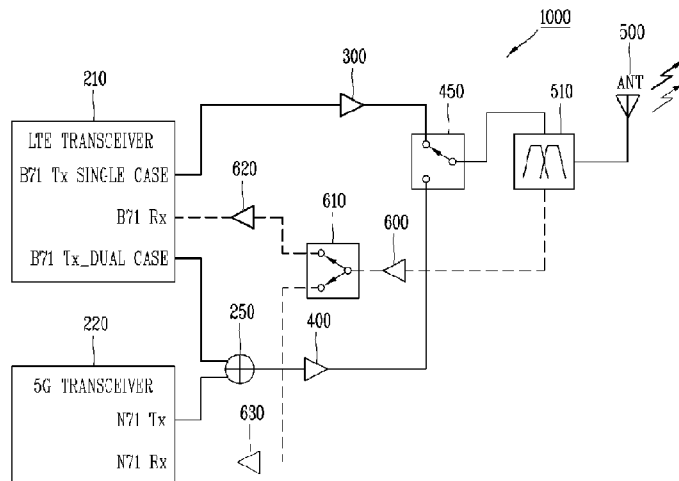 1000
500
ANT
210
300
450
510
LTE TRANSCEIVER
B71 Tx SINGLE CASE
620
B71 Rx
610
600
B71 Tx_DUAL CASE
220
250
400
5G TRANSCEIVER
N71 Tx
630
N71 Rx